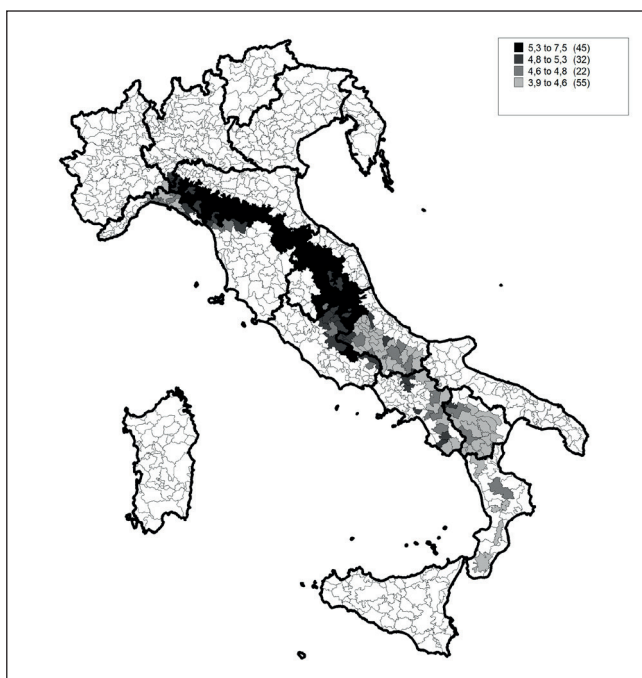 5,3 to 7,5 (45)
4,8 to 5,3 (32)
4,6 to 4,8 (22)
3,9 to 4,6 (55)